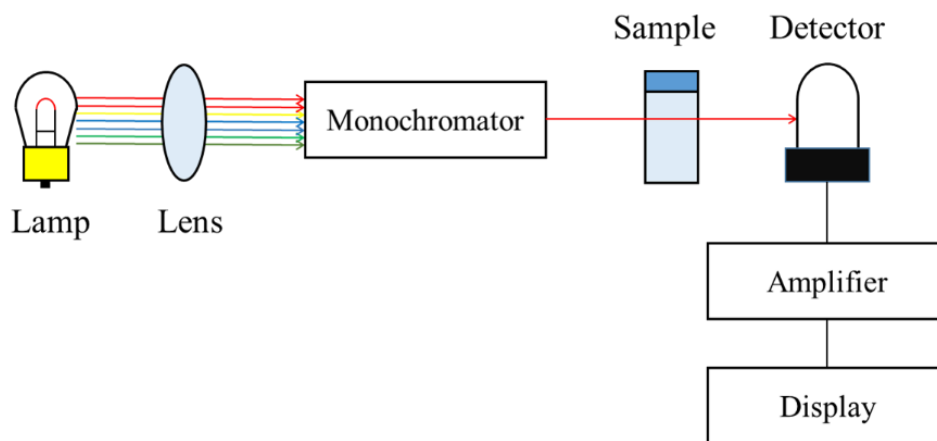 Sample
Detector
Monochromator
Lamp
Lens
Amplifier
Display